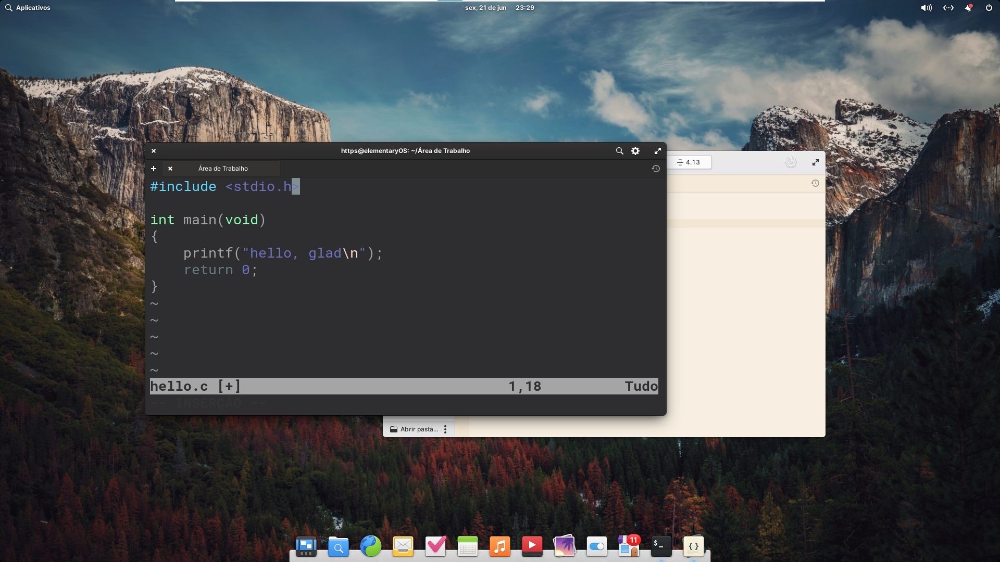 Aplicativos
sex, 21 de jun 23:29
https@elementaryOS: ~/Área de Trabalho
Área de Trabalho
4.13
#include <stdio.h>
int main(void)
{
printf("hello, glad\n");
return 0;
}
~
~
~
~
~
hello.c [+] 1,18 Tudo
-- INSERÇÃO --
Abrir pasta...
11
$_
{}